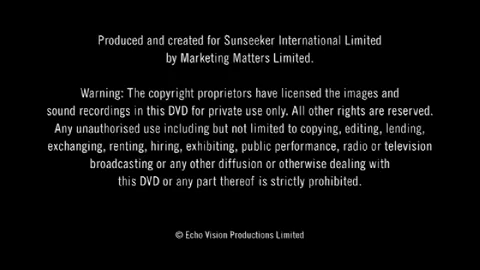 Produced and created for Sunseeker International Limited
by Marketing Matters Limited.
Warning: The copyright proprietors have licensed the images and
sound recordings in this DVD for private use only. All other rights are reserved.
Any unauthorised use including but not limited to copying, editing, lending,
exchanging, renting, hiring, exhibiting, public performance, radio or television
broadcasting or any other diffusion or otherwise dealing with
this DVD or any part thereof is strictly prohibited.
© Echo Vision Productions Limited